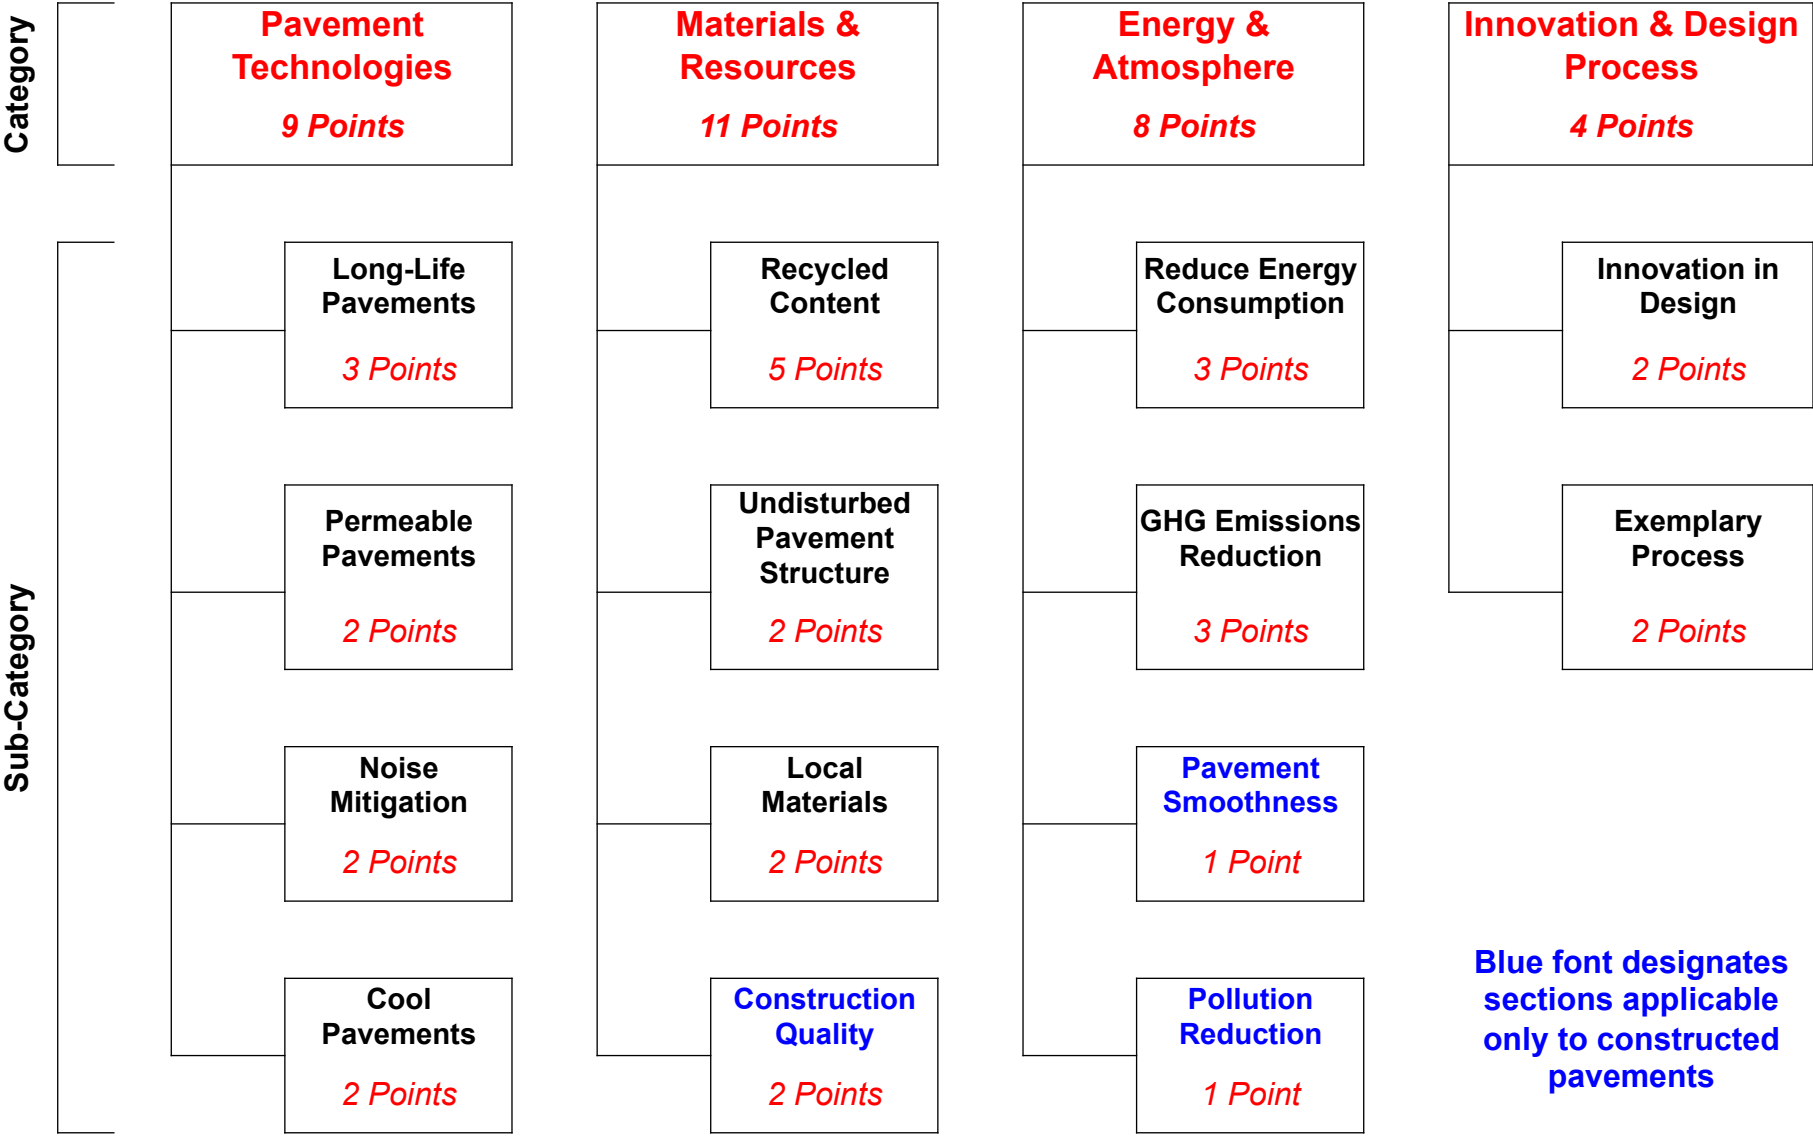 Category
Pavement
Technologies
9 Points
Materials &
Resources
11 Points
Energy &
Atmosphere
8 Points
Innovation & Design
Process
4 Points
Sub-Category
Long-Life
Pavements
3 Points
Recycled
Content
5 Points
Reduce Energy
Consumption
3 Points
Innovation in
Design
2 Points
Permeable
Pavements
2 Points
Undisturbed
Pavement
Structure
2 Points
GHG Emissions
Reduction
3 Points
Exemplary
Process
2 Points
Noise
Mitigation
2 Points
Local
Materials
2 Points
Pavement
Smoothness
1 Point
Cool
Pavements
2 Points
Construction
Quality
2 Points
Pollution
Reduction
1 Point
Blue font designates
sections applicable
only to constructed
pavements